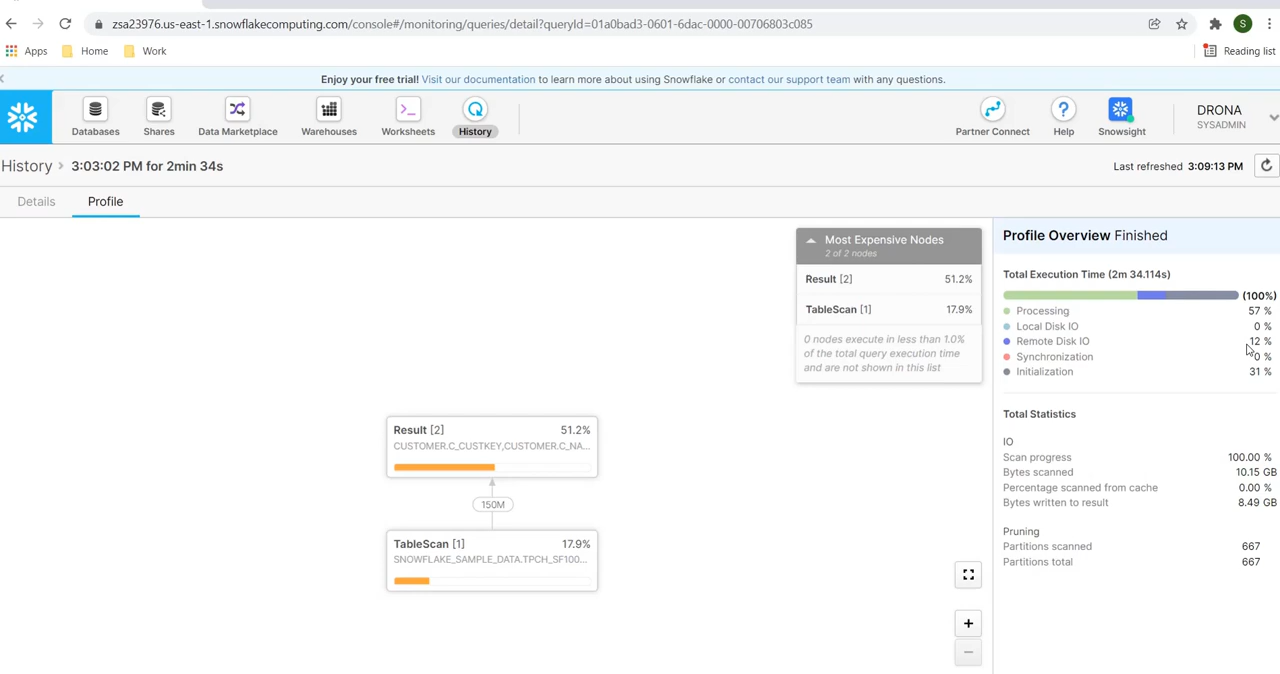 zsa23976.us-east-1.snowflakecomputing.com/console#/monitoring/queries/detail?queryId=01a0bad3-0601-6dac-0000-00706803c085
S
Apps Home Work Reading list
Enjoy your free trial! Visit our documentation to learn more about using Snowflake or contact our support team with any questions.
Databases Shares Data Marketplace Warehouses Worksheets History Partner Connect Help Snowsight
DRONA
SYSADMIN
History > 3:03:02 PM for 2min 34s
Last refreshed 3:09:13 PM
Details Profile
Most Expensive Nodes
2 of 2 nodes
Result [2] 51.2%
TableScan [1] 17.9%
0 nodes execute in less than 1.0%
of the total query execution time
and are not shown in this list
Result [2] 51.2%
CUSTOMER.C_CUSTKEY,CUSTOMER.C_NA...
150M
TableScan [1] 17.9%
SNOWFLAKE_SAMPLE_DATA.TPCH_SF100...
+
−
Profile Overview Finished
Total Execution Time (2m 34.114s)
(100%)
Processing 57 %
Local Disk IO 0 %
Remote Disk IO 12 %
Synchronization 0 %
Initialization 31 %
Total Statistics
IO
Scan progress 100.00 %
Bytes scanned 10.15 GB
Percentage scanned from cache 0.00 %
Bytes written to result 8.49 GB
Pruning
Partitions scanned 667
Partitions total 667